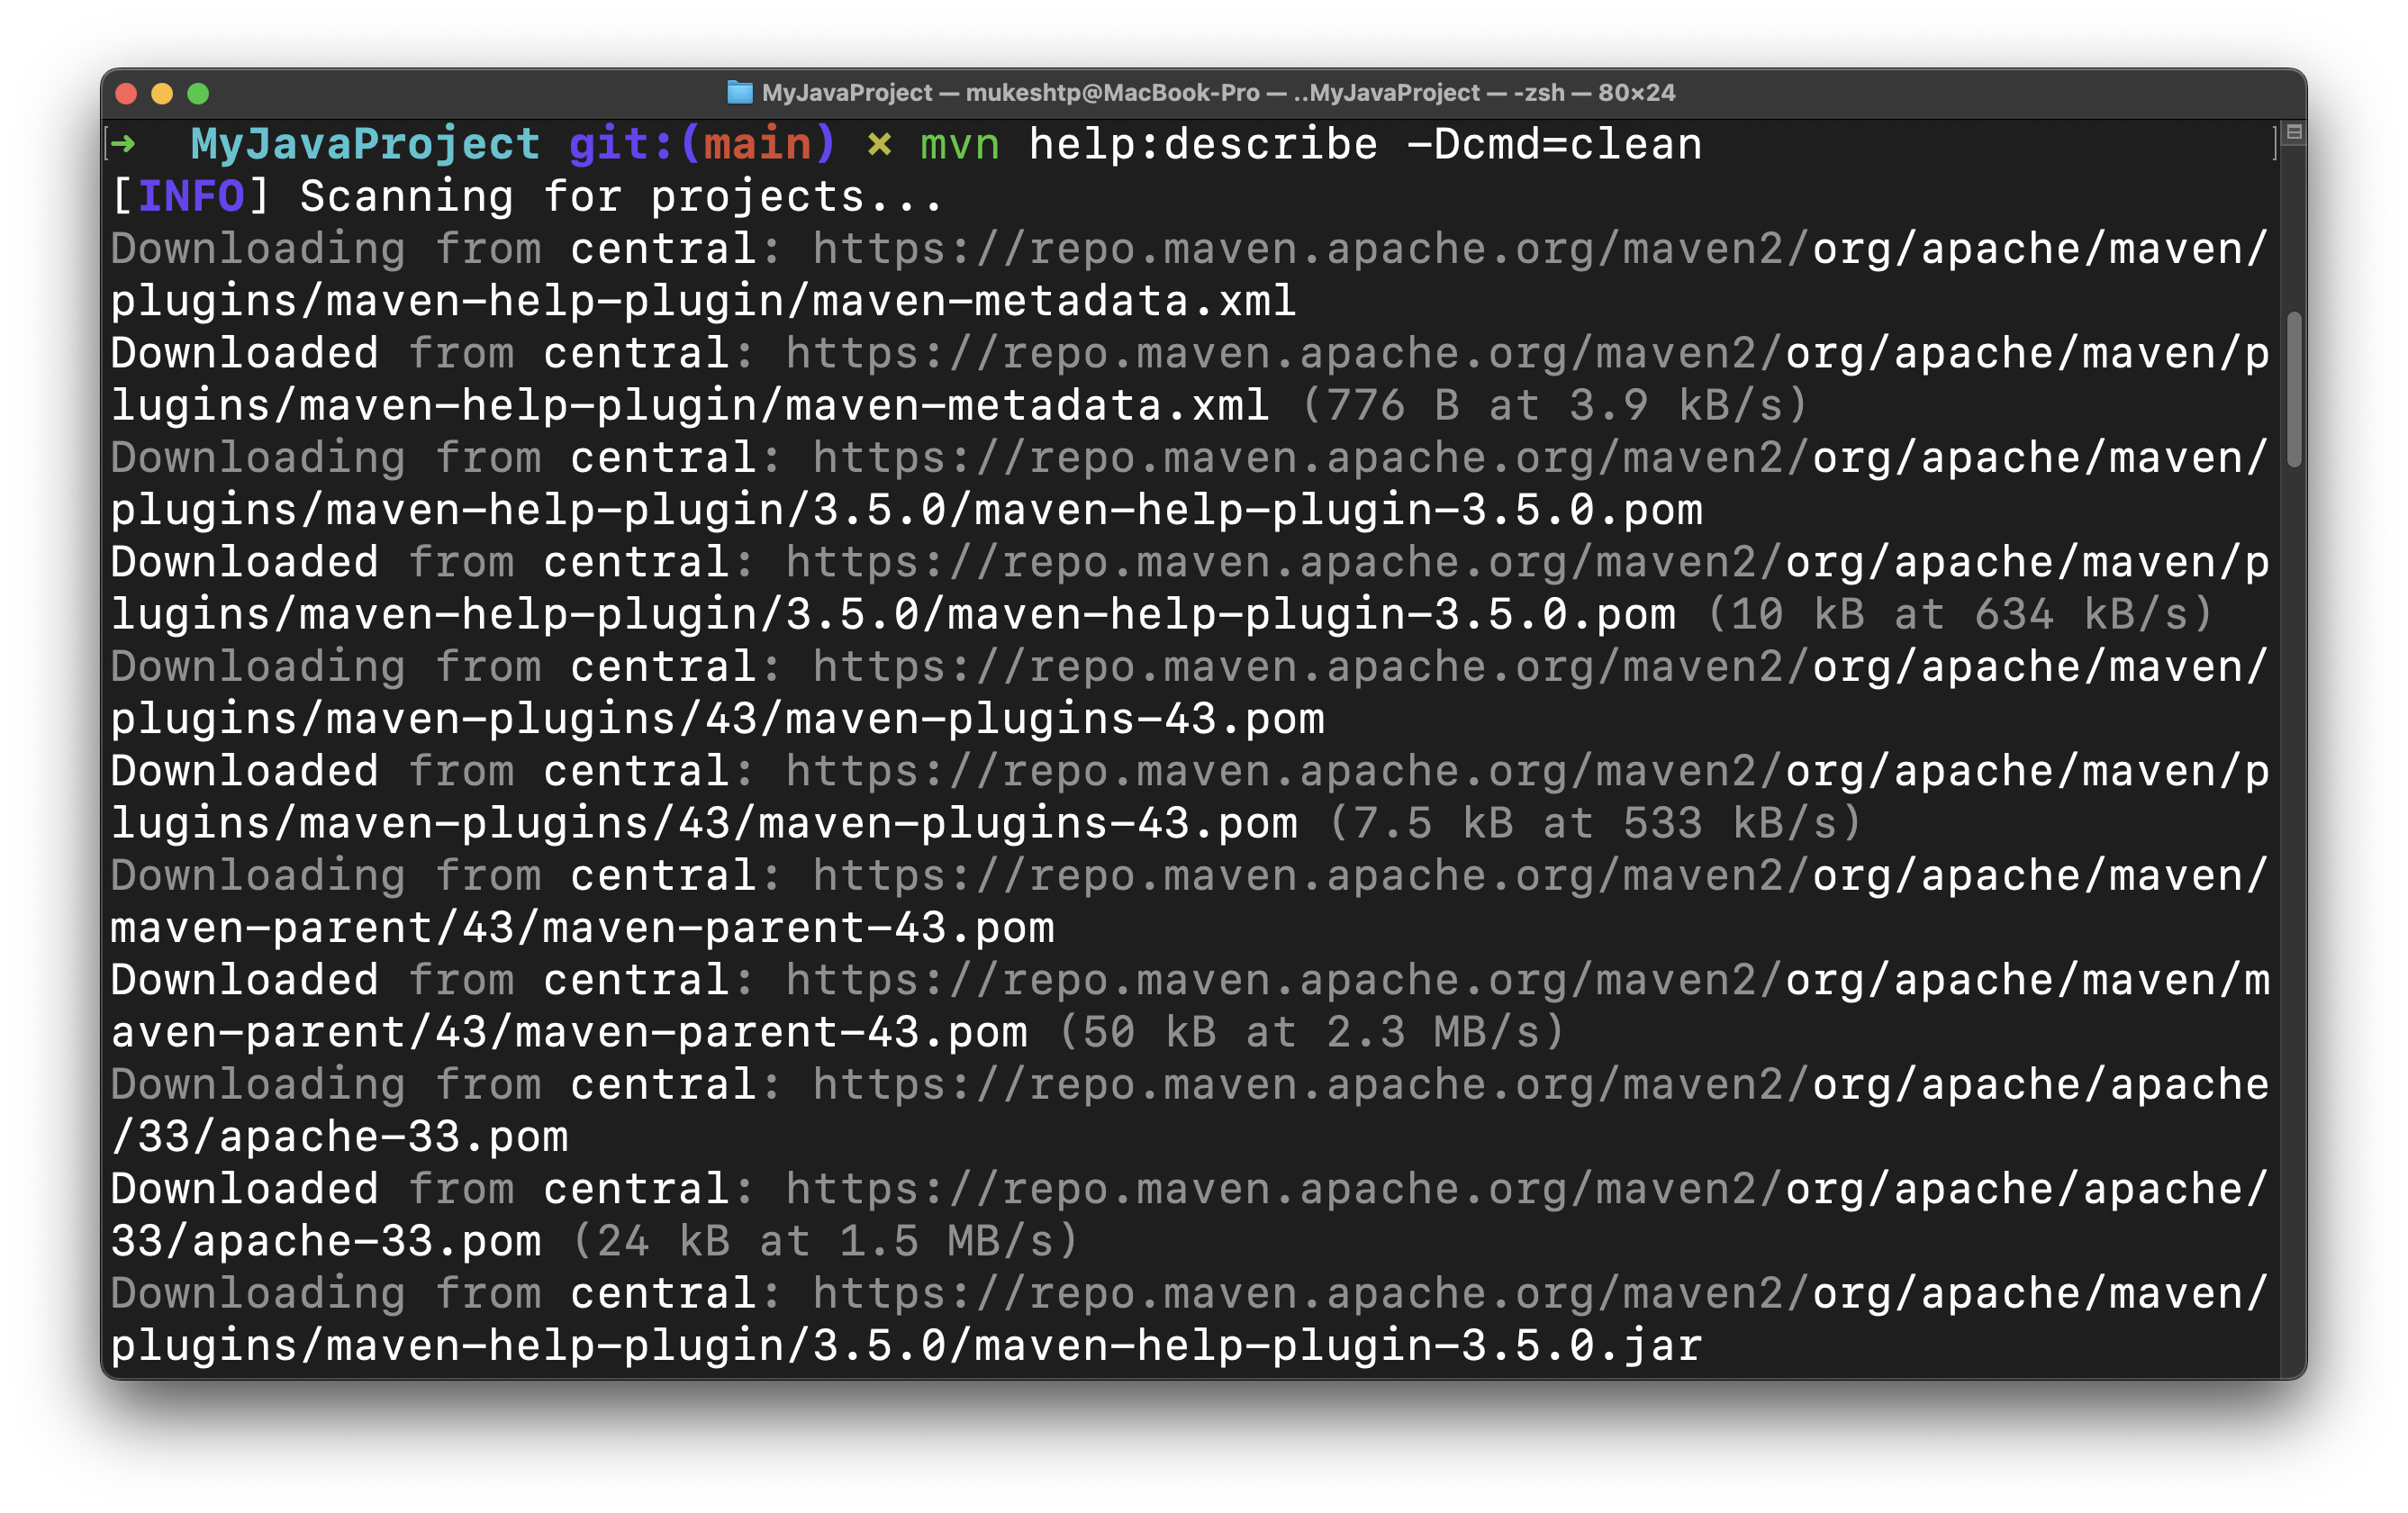 MyJavaProject — mukeshtp@MacBook-Pro — ..MyJavaProject — -zsh — 80×24
➜  MyJavaProject git:(main) ✗ mvn help:describe -Dcmd=clean
[INFO] Scanning for projects...
Downloading from central: https://repo.maven.apache.org/maven2/org/apache/maven/
plugins/maven-help-plugin/maven-metadata.xml
Downloaded from central: https://repo.maven.apache.org/maven2/org/apache/maven/p
lugins/maven-help-plugin/maven-metadata.xml (776 B at 3.9 kB/s)
Downloading from central: https://repo.maven.apache.org/maven2/org/apache/maven/
plugins/maven-help-plugin/3.5.0/maven-help-plugin-3.5.0.pom
Downloaded from central: https://repo.maven.apache.org/maven2/org/apache/maven/p
lugins/maven-help-plugin/3.5.0/maven-help-plugin-3.5.0.pom (10 kB at 634 kB/s)
Downloading from central: https://repo.maven.apache.org/maven2/org/apache/maven/
plugins/maven-plugins/43/maven-plugins-43.pom
Downloaded from central: https://repo.maven.apache.org/maven2/org/apache/maven/p
lugins/maven-plugins/43/maven-plugins-43.pom (7.5 kB at 533 kB/s)
Downloading from central: https://repo.maven.apache.org/maven2/org/apache/maven/
maven-parent/43/maven-parent-43.pom
Downloaded from central: https://repo.maven.apache.org/maven2/org/apache/maven/m
aven-parent/43/maven-parent-43.pom (50 kB at 2.3 MB/s)
Downloading from central: https://repo.maven.apache.org/maven2/org/apache/apache
/33/apache-33.pom
Downloaded from central: https://repo.maven.apache.org/maven2/org/apache/apache/
33/apache-33.pom (24 kB at 1.5 MB/s)
Downloading from central: https://repo.maven.apache.org/maven2/org/apache/maven/
plugins/maven-help-plugin/3.5.0/maven-help-plugin-3.5.0.jar